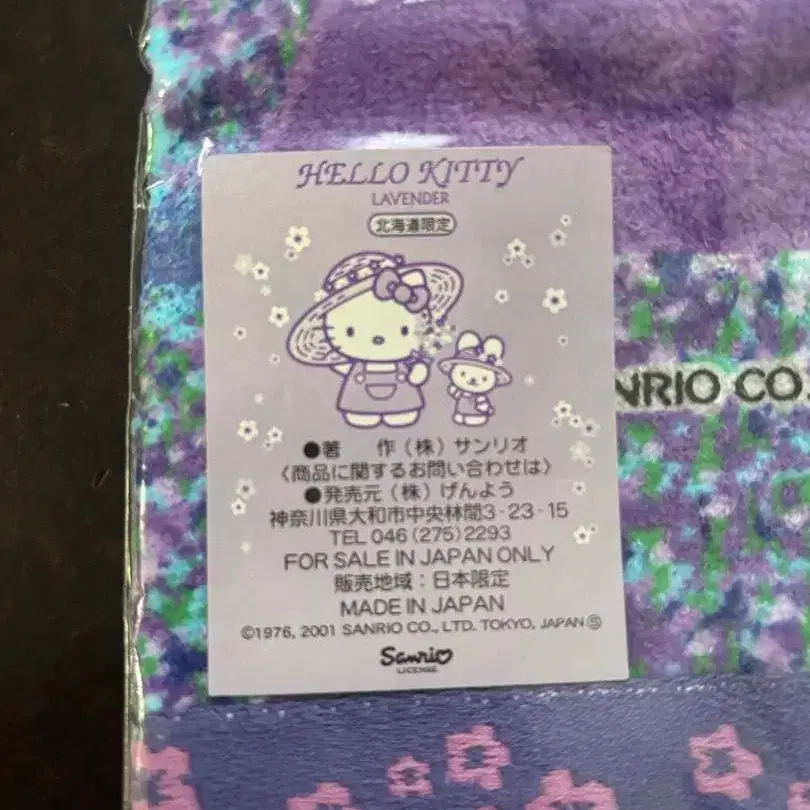 HELLO KITTY
LAVENDER
北海道限定
NRIO CO.
●著　作（株）サンリオ
〈商品に関するお問い合わせは〉
●発売元（株）げんよう
神奈川県大和市中央林間3-23-15
TEL 046(275)2293
FOR SALE IN JAPAN ONLY
販売地域：日本限定
MADE IN JAPAN
©1976, 2001 SANRIO CO., LTD. TOKYO, JAPAN Ⓢ
Sanrio
LICENSE